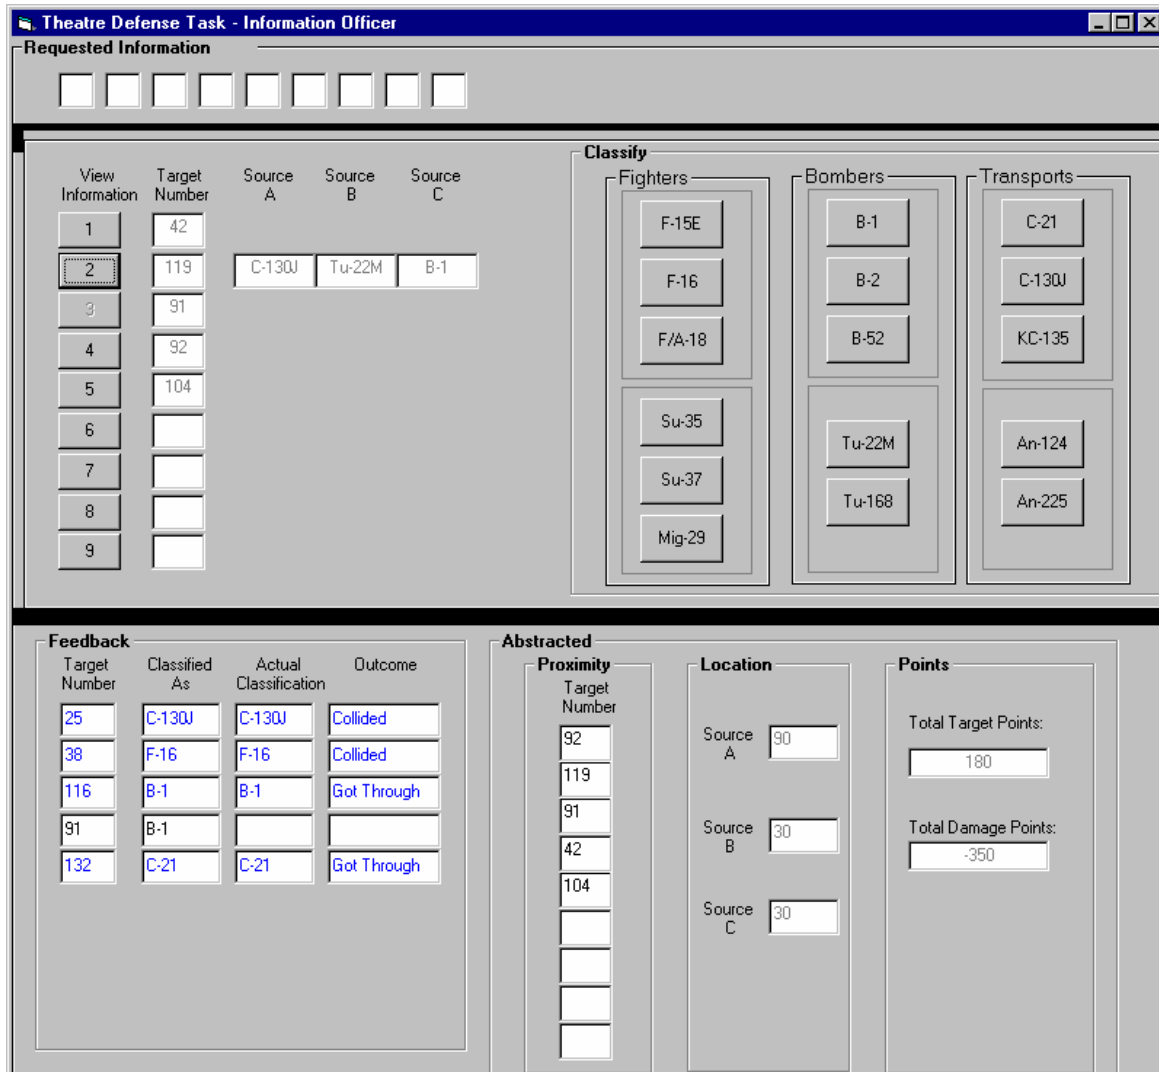 Theatre Defense Task - Information Officer
Requested Information
View Information Target Number Source A Source B Source C
1 42
2 119 C-130J Tu-22M B-1
3 91
4 92
5 104
6
7
8
9
Classify
Fighters Bombers Transports
F-15E B-1 C-21
F-16 B-2 C-130J
F/A-18 B-52 KC-135
Su-35 Tu-22M An-124
Su-37 Tu-168 An-225
Mig-29
Feedback
Target Number Classified As Actual Classification Outcome
25 C-130J C-130J Collided
38 F-16 F-16 Collided
116 B-1 B-1 Got Through
91 B-1
132 C-21 C-21 Got Through
Abstracted
Proximity
Target Number
92
119
91
42
104
Location
Source A 90
Source B 30
Source C 30
Points
Total Target Points:
180
Total Damage Points:
-350